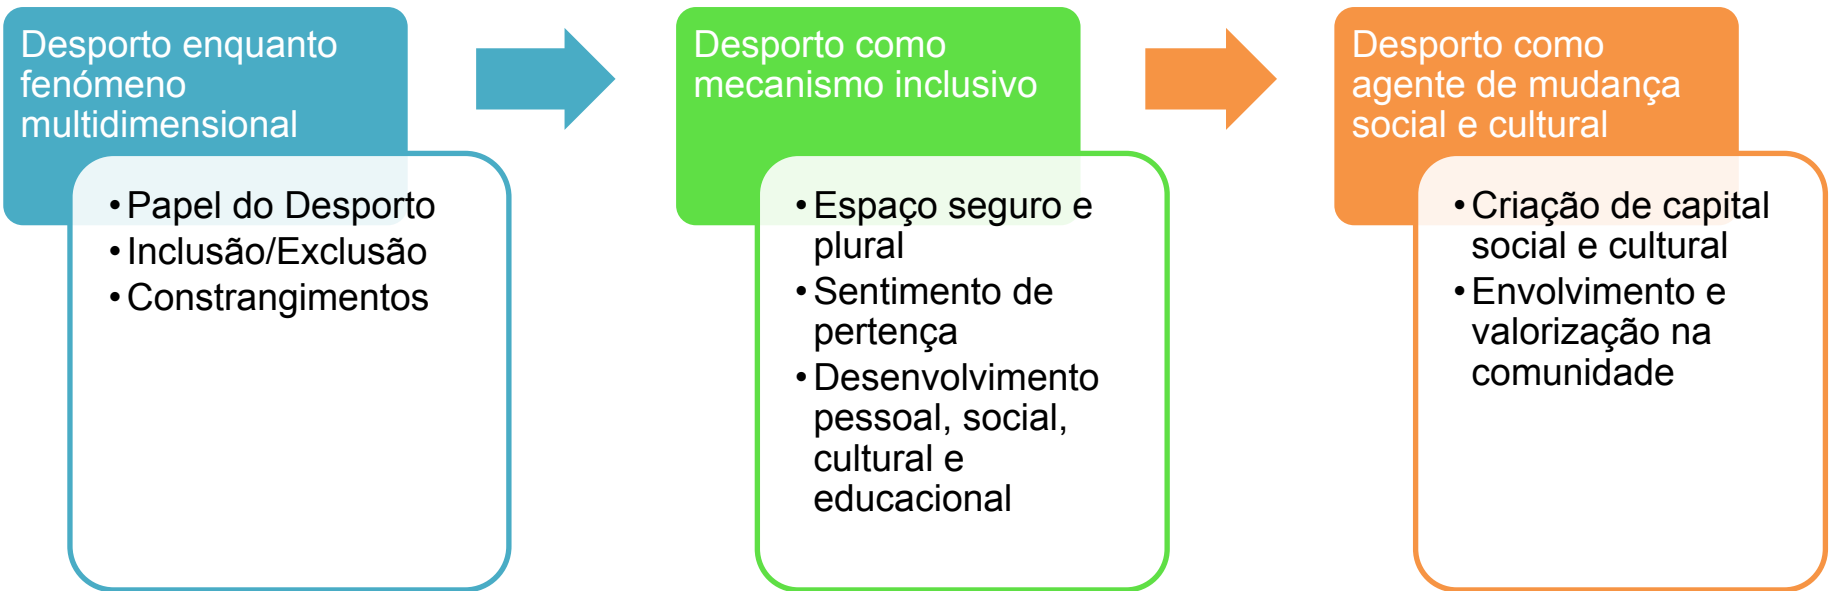 Desporto enquanto
fenómeno
multidimensional
•Papel do Desporto
•Inclusão/Exclusão
•Constrangimentos
Desporto como
mecanismo inclusivo
•Espaço seguro e
plural
•Sentimento de
pertença
•Desenvolvimento
pessoal, social,
cultural e
educacional
Desporto como
agente de mudança
social e cultural
•Criação de capital
social e cultural
•Envolvimento e
valorização na
comunidade